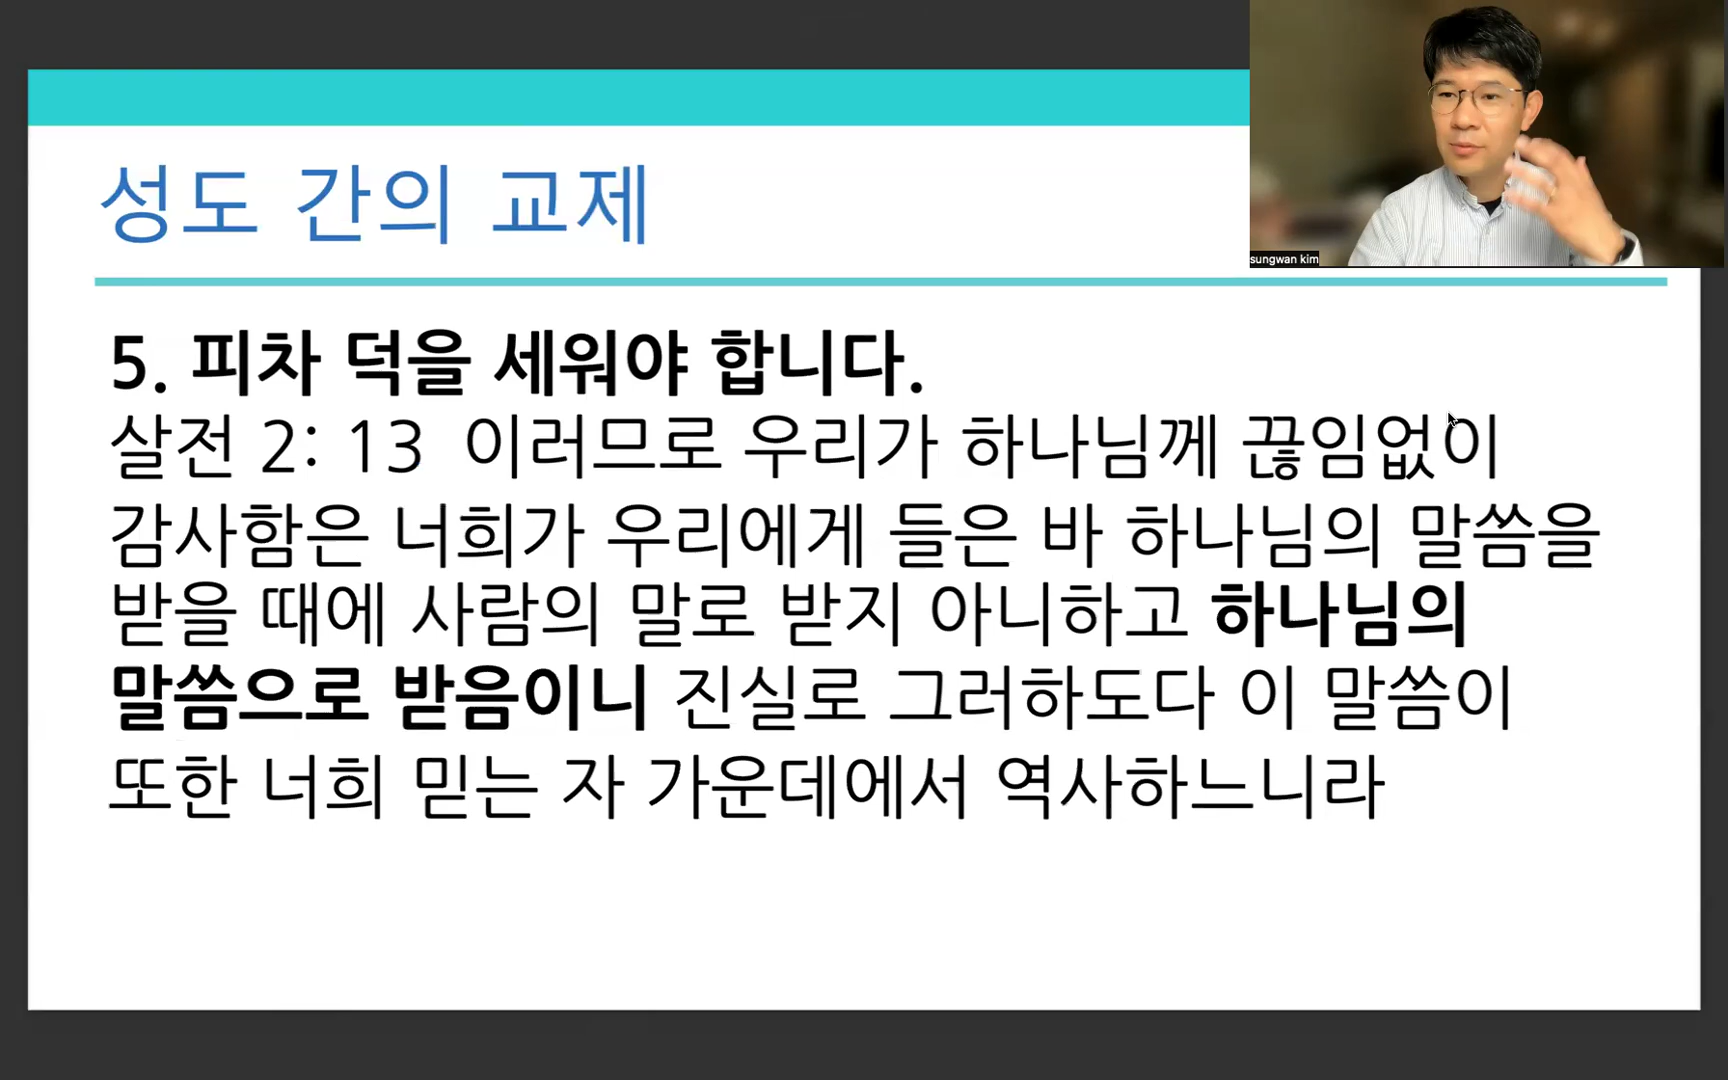 성도 간의 교제
sungwan kim
5. 피차 덕을 세워야 합니다.
살전 2: 13 이러므로 우리가 하나님께 끊임없이
감사함은 너희가 우리에게 들은 바 하나님의 말씀을
받을 때에 사람의 말로 받지 아니하고 하나님의
말씀으로 받음이니 진실로 그러하도다 이 말씀이
또한 너희 믿는 자 가운데에서 역사하느니라